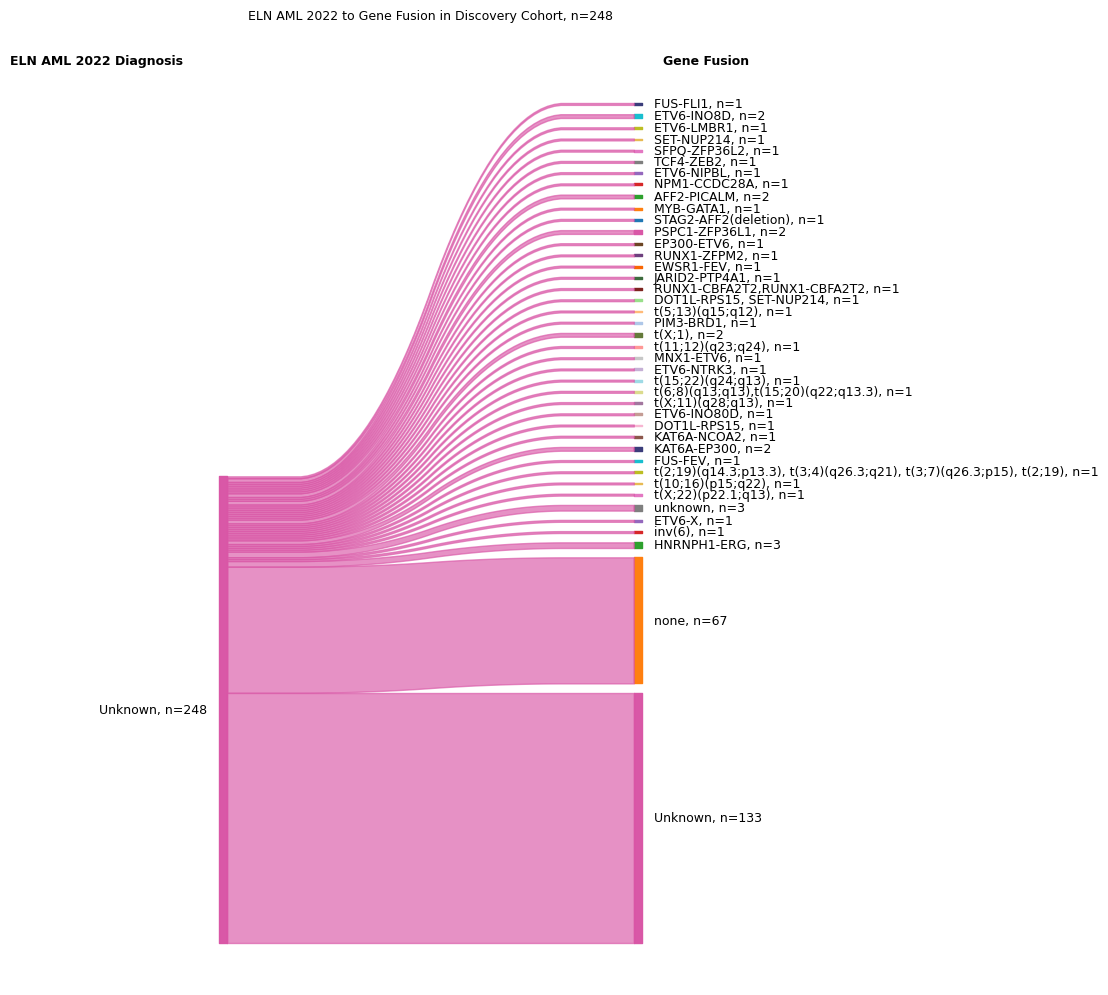 ELN AML 2022 to Gene Fusion in Discovery Cohort, n=248
ELN AML 2022 Diagnosis
Gene Fusion
FUS-FLI1, n=1
ETV6-INO8D, n=2
ETV6-LMBR1, n=1
SET-NUP214, n=1
SFPQ-ZFP36L2, n=1
TCF4-ZEB2, n=1
ETV6-NIPBL, n=1
NPM1-CCDC28A, n=1
AFF2-PICALM, n=2
MYB-GATA1, n=1
STAG2-AFF2(deletion), n=1
PSPC1-ZFP36L1, n=2
EP300-ETV6, n=1
RUNX1-ZFPM2, n=1
EWSR1-FEV, n=1
JARID2-PTP4A1, n=1
RUNX1-CBFA2T2,RUNX1-CBFA2T2, n=1
DOT1L-RPS15, SET-NUP214, n=1
t(5;13)(q15;q12), n=1
PIM3-BRD1, n=1
t(X;1), n=2
t(11;12)(q23;q24), n=1
MNX1-ETV6, n=1
ETV6-NTRK3, n=1
t(15;22)(q24;q13), n=1
t(6;8)(q13;q13),t(15;20)(q22;q13.3), n=1
t(X;11)(q28;q13), n=1
ETV6-INO80D, n=1
DOT1L-RPS15, n=1
KAT6A-NCOA2, n=1
KAT6A-EP300, n=2
FUS-FEV, n=1
t(2;19)(q14.3;p13.3), t(3;4)(q26.3;q21), t(3;7)(q26.3;p15), t(2;19), n=1
t(10;16)(p15;q22), n=1
t(X;22)(p22.1;q13), n=1
unknown, n=3
ETV6-X, n=1
inv(6), n=1
HNRNPH1-ERG, n=3
none, n=67
Unknown, n=248
Unknown, n=133